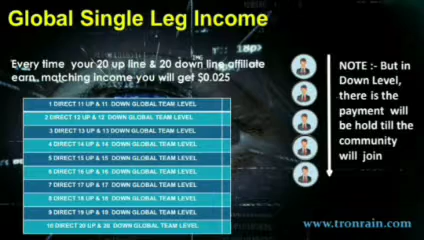 Global Single Leg Income
Every time your 20 up line & 20 down line affiliate
earn, matching income you will get $0.025
1 DIRECT 11 UP & 11 DOWN GLOBAL TEAM LEVEL
2 DIRECT 12 UP & 12 DOWN GLOBAL TEAM LEVEL
3 DIRECT 13 UP & 13 DOWN GLOBAL TEAM LEVEL
4 DIRECT 14 UP & 14 DOWN GLOBAL TEAM LEVEL
5 DIRECT 15 UP & 15 DOWN GLOBAL TEAM LEVEL
6 DIRECT 16 UP & 16 DOWN GLOBAL TEAM LEVEL
7 DIRECT 17 UP & 17 DOWN GLOBAL TEAM LEVEL
8 DIRECT 18 UP & 18 DOWN GLOBAL TEAM LEVEL
9 DIRECT 19 UP & 19 DOWN GLOBAL TEAM LEVEL
10 DIRECT 20 UP & 20 DOWN GLOBAL TEAM LEVEL
NOTE :- But in
Down Level,
there is the
payment will
be hold till the
community
will join
www.tronrain.com